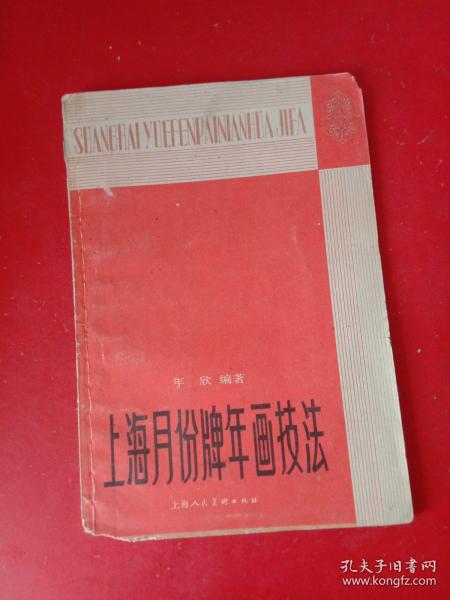 SHANGHAI YUEFENPAINIANHUA JIFA
年 欣 编著
上海月份牌年画技法
上海人民美術出版社
孔夫子旧书网
www.kongfz.com